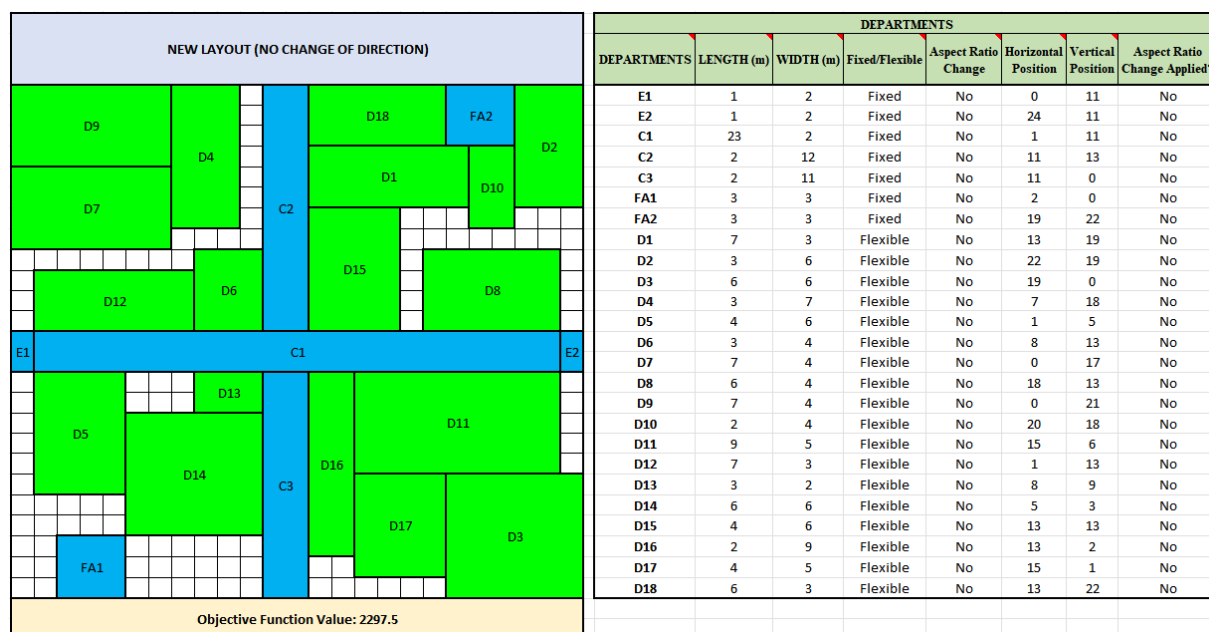 NEW LAYOUT (NO CHANGE OF DIRECTION)
D9
D4
D18
FA2
D2
D1
D10
D7
C2
D15
D8
D6
D12
E1
C1
E2
D13
D5
D11
D16
D14
C3
D17
D3
FA1
Objective Function Value: 2297.5
DEPARTMENTS
DEPARTMENTS LENGTH (m) WIDTH (m) Fixed/Flexible Aspect Ratio Change Horizontal Position Vertical Position Aspect Ratio Change Applied?
E1 1 2 Fixed No 0 11 No
E2 1 2 Fixed No 24 11 No
C1 23 2 Fixed No 1 11 No
C2 2 12 Fixed No 11 13 No
C3 2 11 Fixed No 11 0 No
FA1 3 3 Fixed No 2 0 No
FA2 3 3 Fixed No 19 22 No
D1 7 3 Flexible No 13 19 No
D2 3 6 Flexible No 22 19 No
D3 6 6 Flexible No 19 0 No
D4 3 7 Flexible No 7 18 No
D5 4 6 Flexible No 1 5 No
D6 3 4 Flexible No 8 13 No
D7 7 4 Flexible No 0 17 No
D8 6 4 Flexible No 18 13 No
D9 7 4 Flexible No 0 21 No
D10 2 4 Flexible No 20 18 No
D11 9 5 Flexible No 15 6 No
D12 7 3 Flexible No 1 13 No
D13 3 2 Flexible No 8 9 No
D14 6 6 Flexible No 5 3 No
D15 4 6 Flexible No 13 13 No
D16 2 9 Flexible No 13 2 No
D17 4 5 Flexible No 15 1 No
D18 6 3 Flexible No 13 22 No